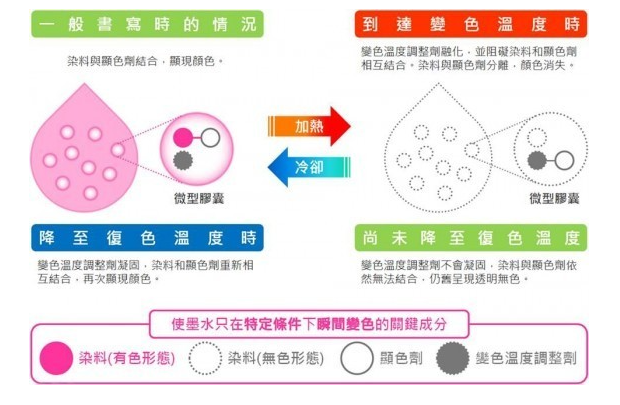 一般書寫時的情況
染料與顯色劑結合，顯現顏色。
微型膠囊
加熱
冷卻
到達變色溫度時
變色溫度調整劑融化，並阻礙染料和顯色劑
相互結合。染料與顯色劑分離，顏色消失。
微型膠囊
降至復色溫度時
變色溫度調整劑凝固，染料和顯色劑重新相
互結合，再次顯現顏色。
尚未降至復色溫度
變色溫度調整劑不會凝固，染料與顯色劑依
然無法結合，仍舊呈現透明無色。
使墨水只在特定條件下瞬間變色的關鍵成分
染料(有色形態)
染料(無色形態)
顯色劑
變色溫度調整劑